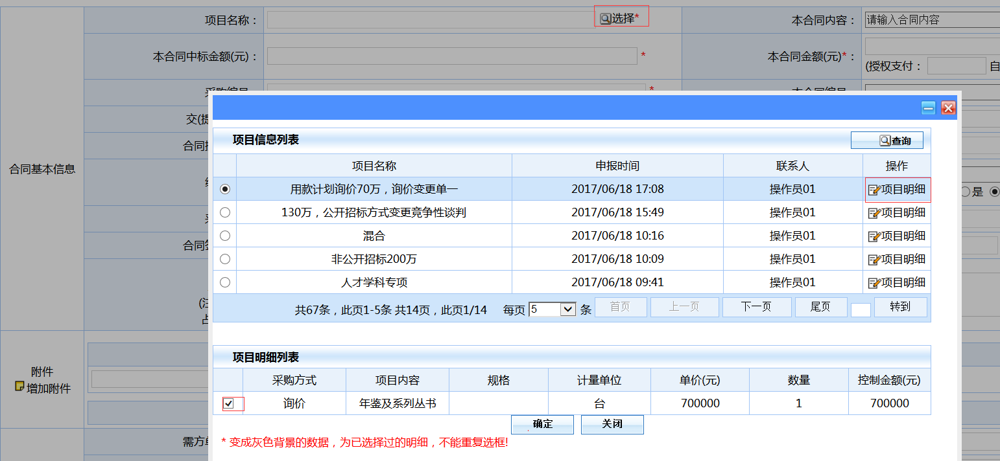 项目名称：
选择*
本合同内容：
请输入合同内容
本合同中标金额(元)：
*
本合同金额(元)*：
(授权支付：
自
*
项目信息列表
查询
项目名称 申报时间 联系人 操作
用款计划询价70万，询价变更单一 2017/06/18 17:08 操作员01 项目明细
130万，公开招标方式变更竞争性谈判 2017/06/18 15:49 操作员01 项目明细
混合 2017/06/18 10:16 操作员01 项目明细
非公开招标200万 2017/06/18 10:09 操作员01 项目明细
人才学科专项 2017/06/18 09:41 操作员01 项目明细
共67条，此页1-5条 共14页，此页1/14 每页 5 条 首页 上一页 下一页 尾页 转到
项目明细列表
采购方式 项目内容 规格 计量单位 单价(元) 数量 控制金额(元)
询价 年鉴及系列丛书 台 700000 1 700000
确定 关闭
* 变成灰色背景的数据，为已选择过的明细，不能重复选框!
交(提
合同基本信息
合同
是
合同
占
附件
增加附件
需方